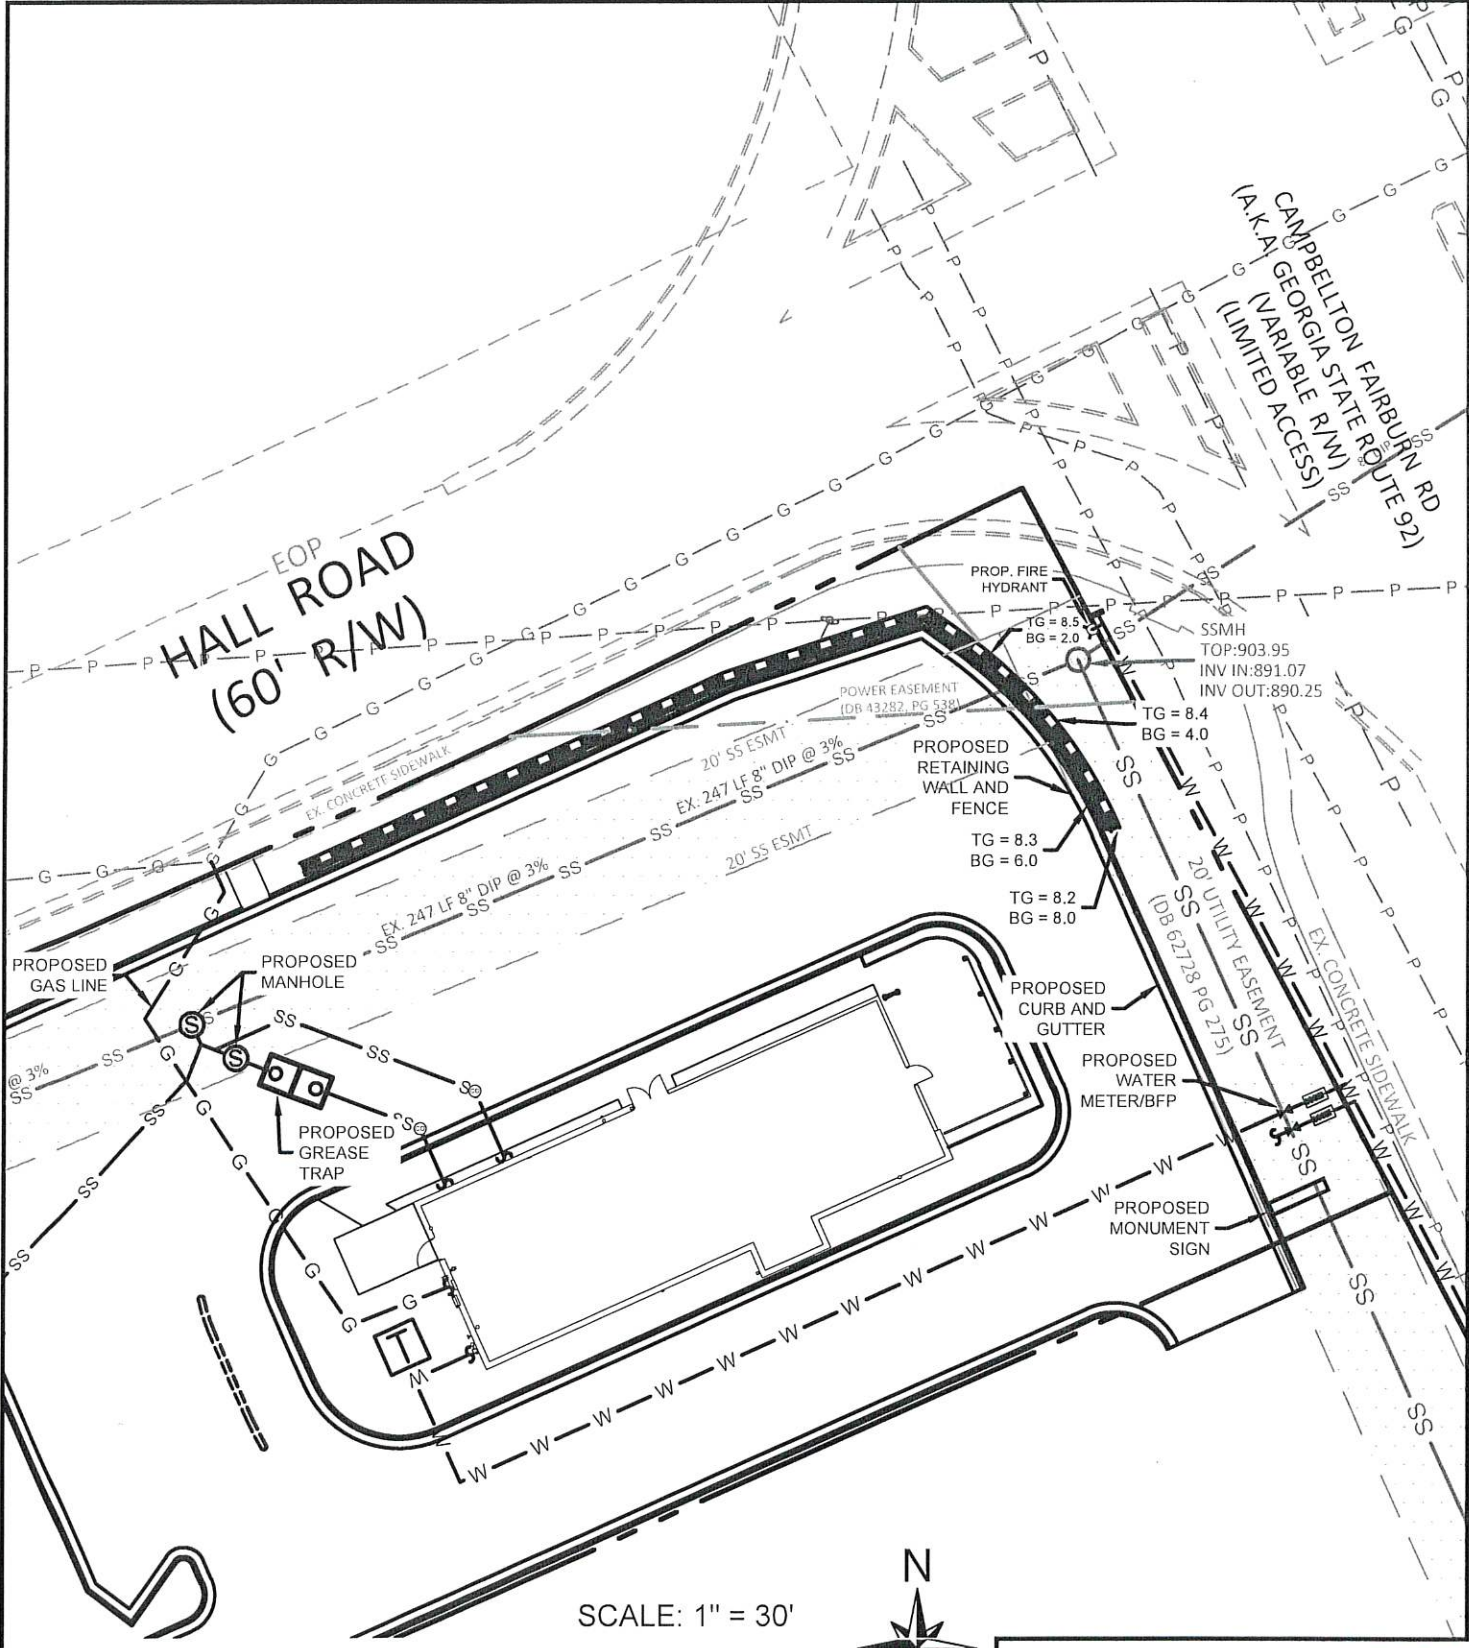 CAMPBELLTON FAIRBURN RD
(A.K.A. GEORGIA STATE ROUTE 92)
(VARIABLE R/W)
(LIMITED ACCESS)
EOP
HALL ROAD
(60' R/W)
PROP. FIRE
HYDRANT
TG = 8.5
BG = 2.0
SSMH
TOP:903.95
INV IN:891.07
INV OUT:890.25
POWER EASEMENT
(DB 43282, PG 538)
TG = 8.4
BG = 4.0
EX. CONCRETE SIDEWALK
20' SS ESMT
EX. 247 LF 8" DIP @ 3%
PROPOSED
RETAINING
WALL AND
FENCE
20' SS ESMT
TG = 8.3
BG = 6.0
EX. 247 LF 8" DIP @ 3%
TG = 8.2
BG = 8.0
20' UTILITY EASEMENT
(DB 62728 PG 275)
EX. CONCRETE SIDEWALK
PROPOSED
GAS LINE
PROPOSED
MANHOLE
PROPOSED
CURB AND
GUTTER
@ 3%
PROPOSED
WATER
METER/BFP
PROPOSED
GREASE
TRAP
PROPOSED
MONUMENT
SIGN
T
N
SCALE: 1" = 30'